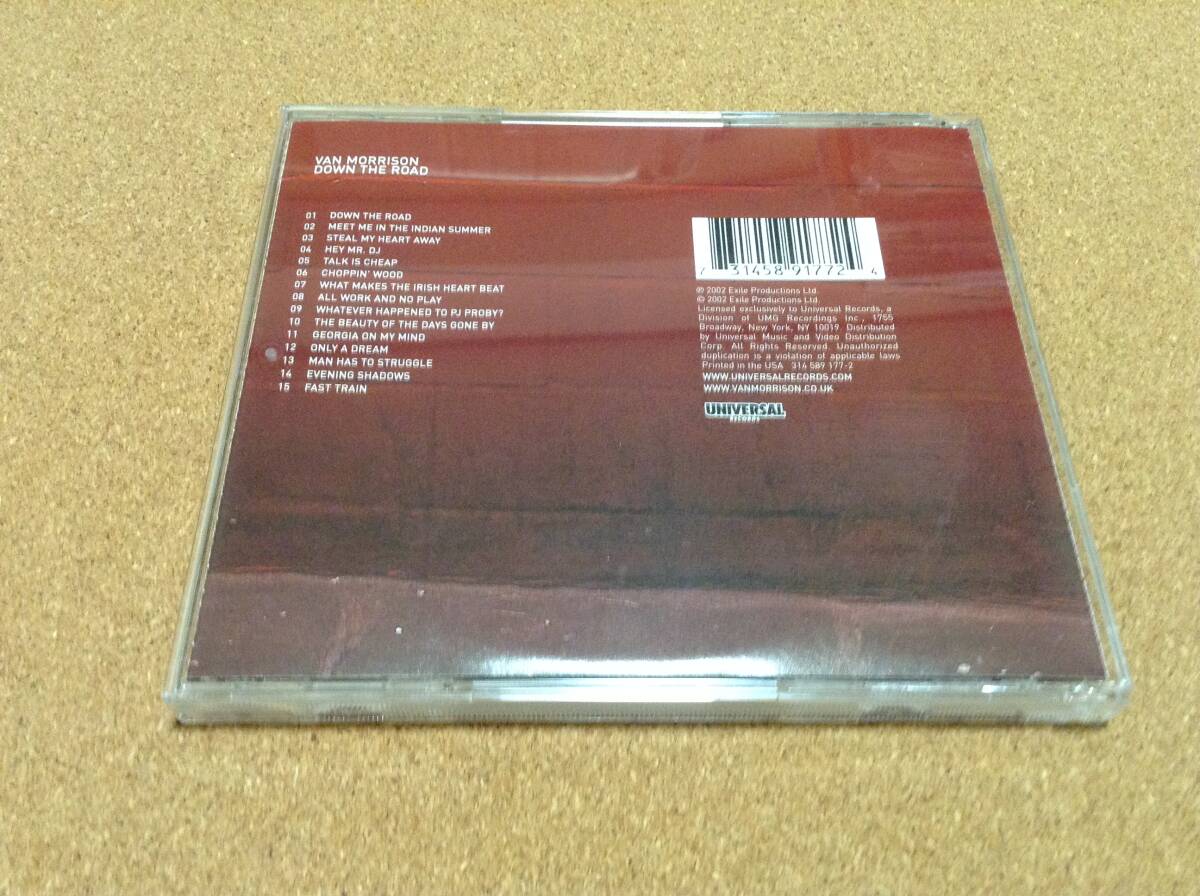 VAN MORRISON
DOWN THE ROAD
01 DOWN THE ROAD
02 MEET ME IN THE INDIAN SUMMER
03 STEAL MY HEART AWAY
04 HEY MR. DJ
05 TALK IS CHEAP
06 CHOPPIN' WOOD
07 WHAT MAKES THE IRISH HEART BEAT
08 ALL WORK AND NO PLAY
09 WHATEVER HAPPENED TO PJ PROBY?
10 THE BEAUTY OF THE DAYS GONE BY
11 GEORGIA ON MY MIND
12 ONLY A DREAM
13 MAN HAS TO STRUGGLE
14 EVENING SHADOWS
15 FAST TRAIN
7 31458 91772 4
℗ 2002 Exile Productions Ltd.
© 2002 Exile Productions Ltd.
Licensed exclusively to Universal Records, a
Division of UMG Recordings Inc., 1755
Broadway, New York, NY 10019 Distributed
by Universal Music and Video Distribution
Corp. All Rights Reserved. Unauthorized
duplication is a violation of applicable laws
Printed in the USA 314 589 177-2
WWW.UNIVERSALRECORDS.COM
WWW.VANMORRISON.CO.UK
UNIVERSAL
RECORDS